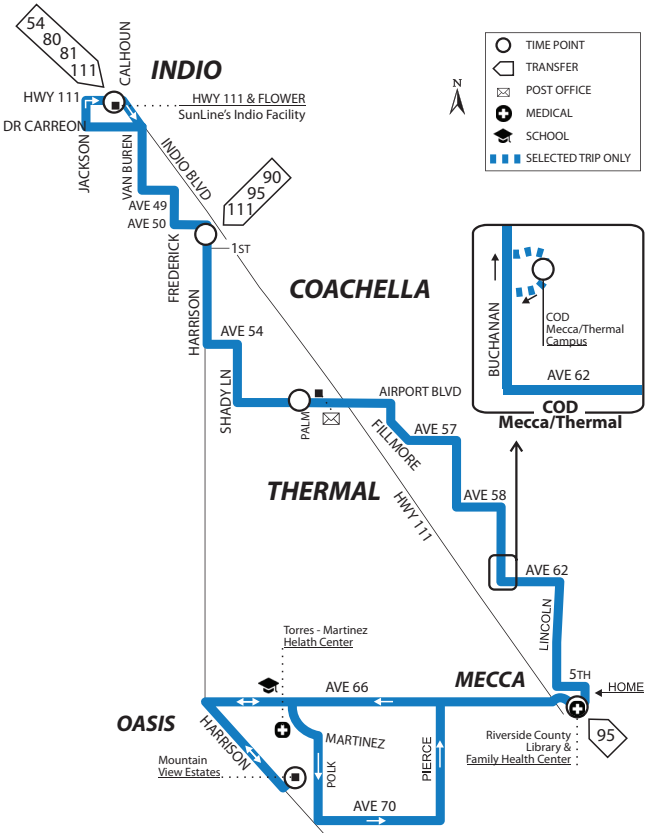 54
80
81
111
CALHOUN
INDIO
HWY 111
HWY 111 & FLOWER
SunLine's Indio Facility
DR CARREON
JACKSON
VAN BUREN
INDIO BLVD
AVE 49
AVE 50
90
95
111
1ST
FREDERICK
HARRISON
COACHELLA
AVE 54
SHADY LN
PALM
AIRPORT BLVD
FILLMORE
AVE 57
THERMAL
HWY 111
AVE 58
AVE 62
LINCOLN
N
TIME POINT
TRANSFER
POST OFFICE
MEDICAL
SCHOOL
SELECTED TRIP ONLY
BUCHANAN
COD
Mecca/Thermal
Campus
AVE 62
COD
Mecca/Thermal
Torres - Martinez
Helath Center
MECCA
5TH
HOME
AVE 66
OASIS
HARRISON
MARTINEZ
POLK
PIERCE
Mountain
View Estates
AVE 70
Riverside County
Library &
Family Health Center
95